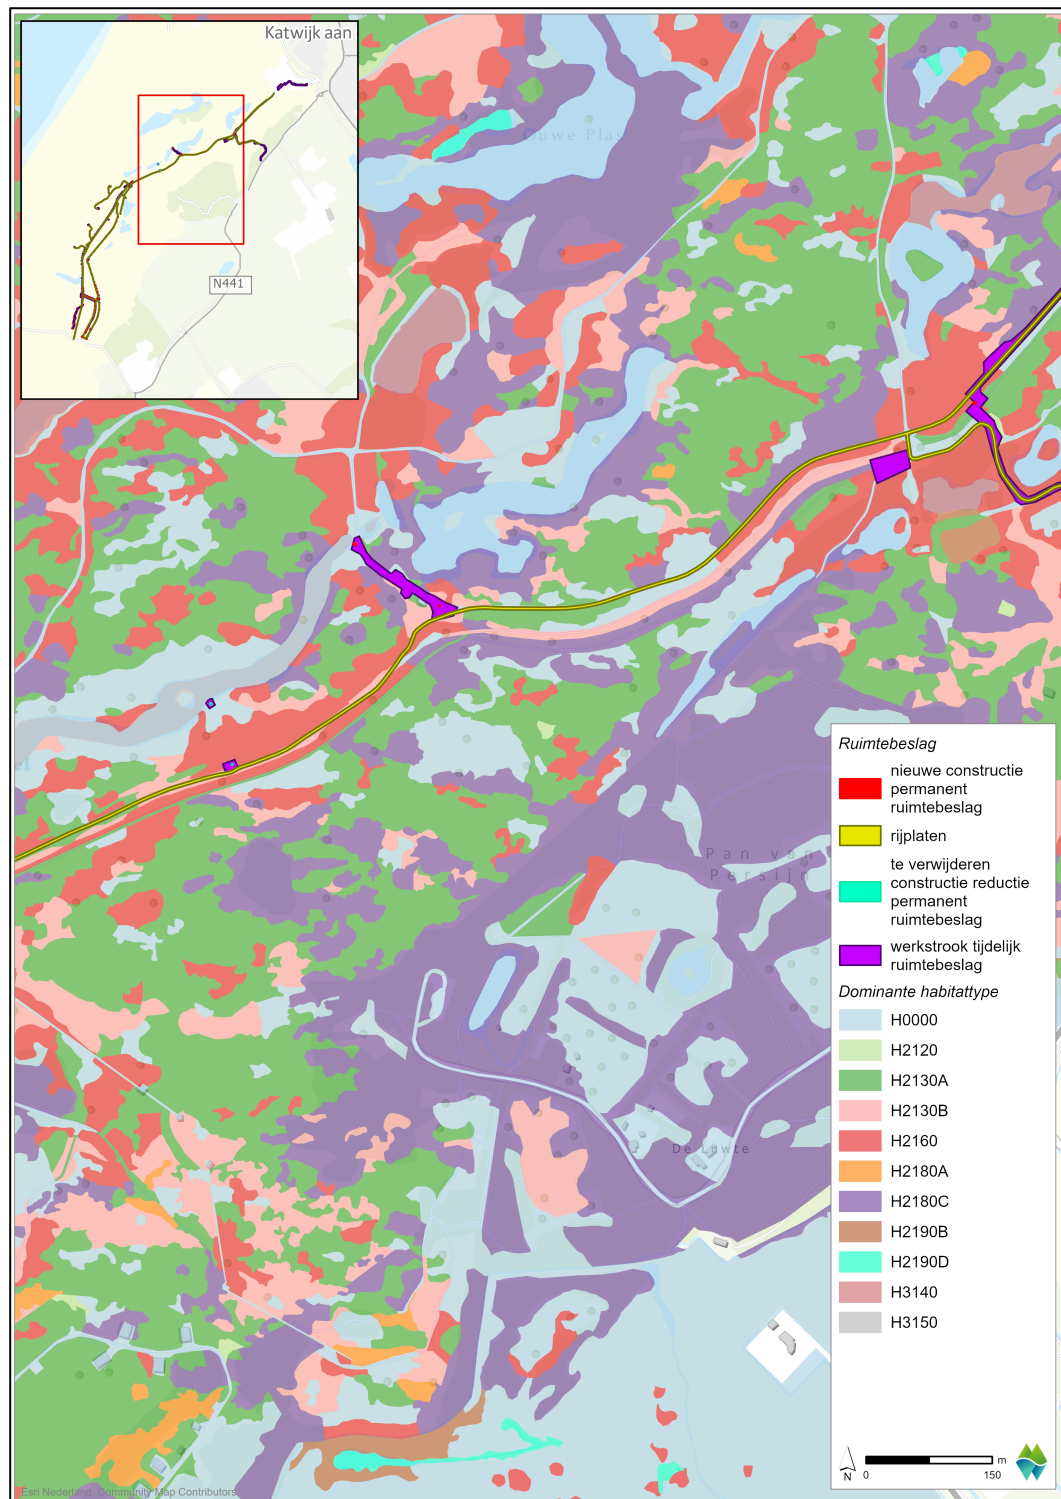 Katwijk aan
N441
Ouwe Plas
el
Pan van
Persijn
De Luwte
Ruimtebeslag
nieuwe constructie
permanent
ruimtebeslag
rijplaten
te verwijderen
constructie reductie
permanent
ruimtebeslag
werkstrook tijdelijk
ruimtebeslag
Dominante habitattype
H0000
H2120
H2130A
H2130B
H2160
H2180A
H2180C
H2190B
H2190D
H3140
H3150
N
m
0 150
Esri Nederland, Community Map Contributors